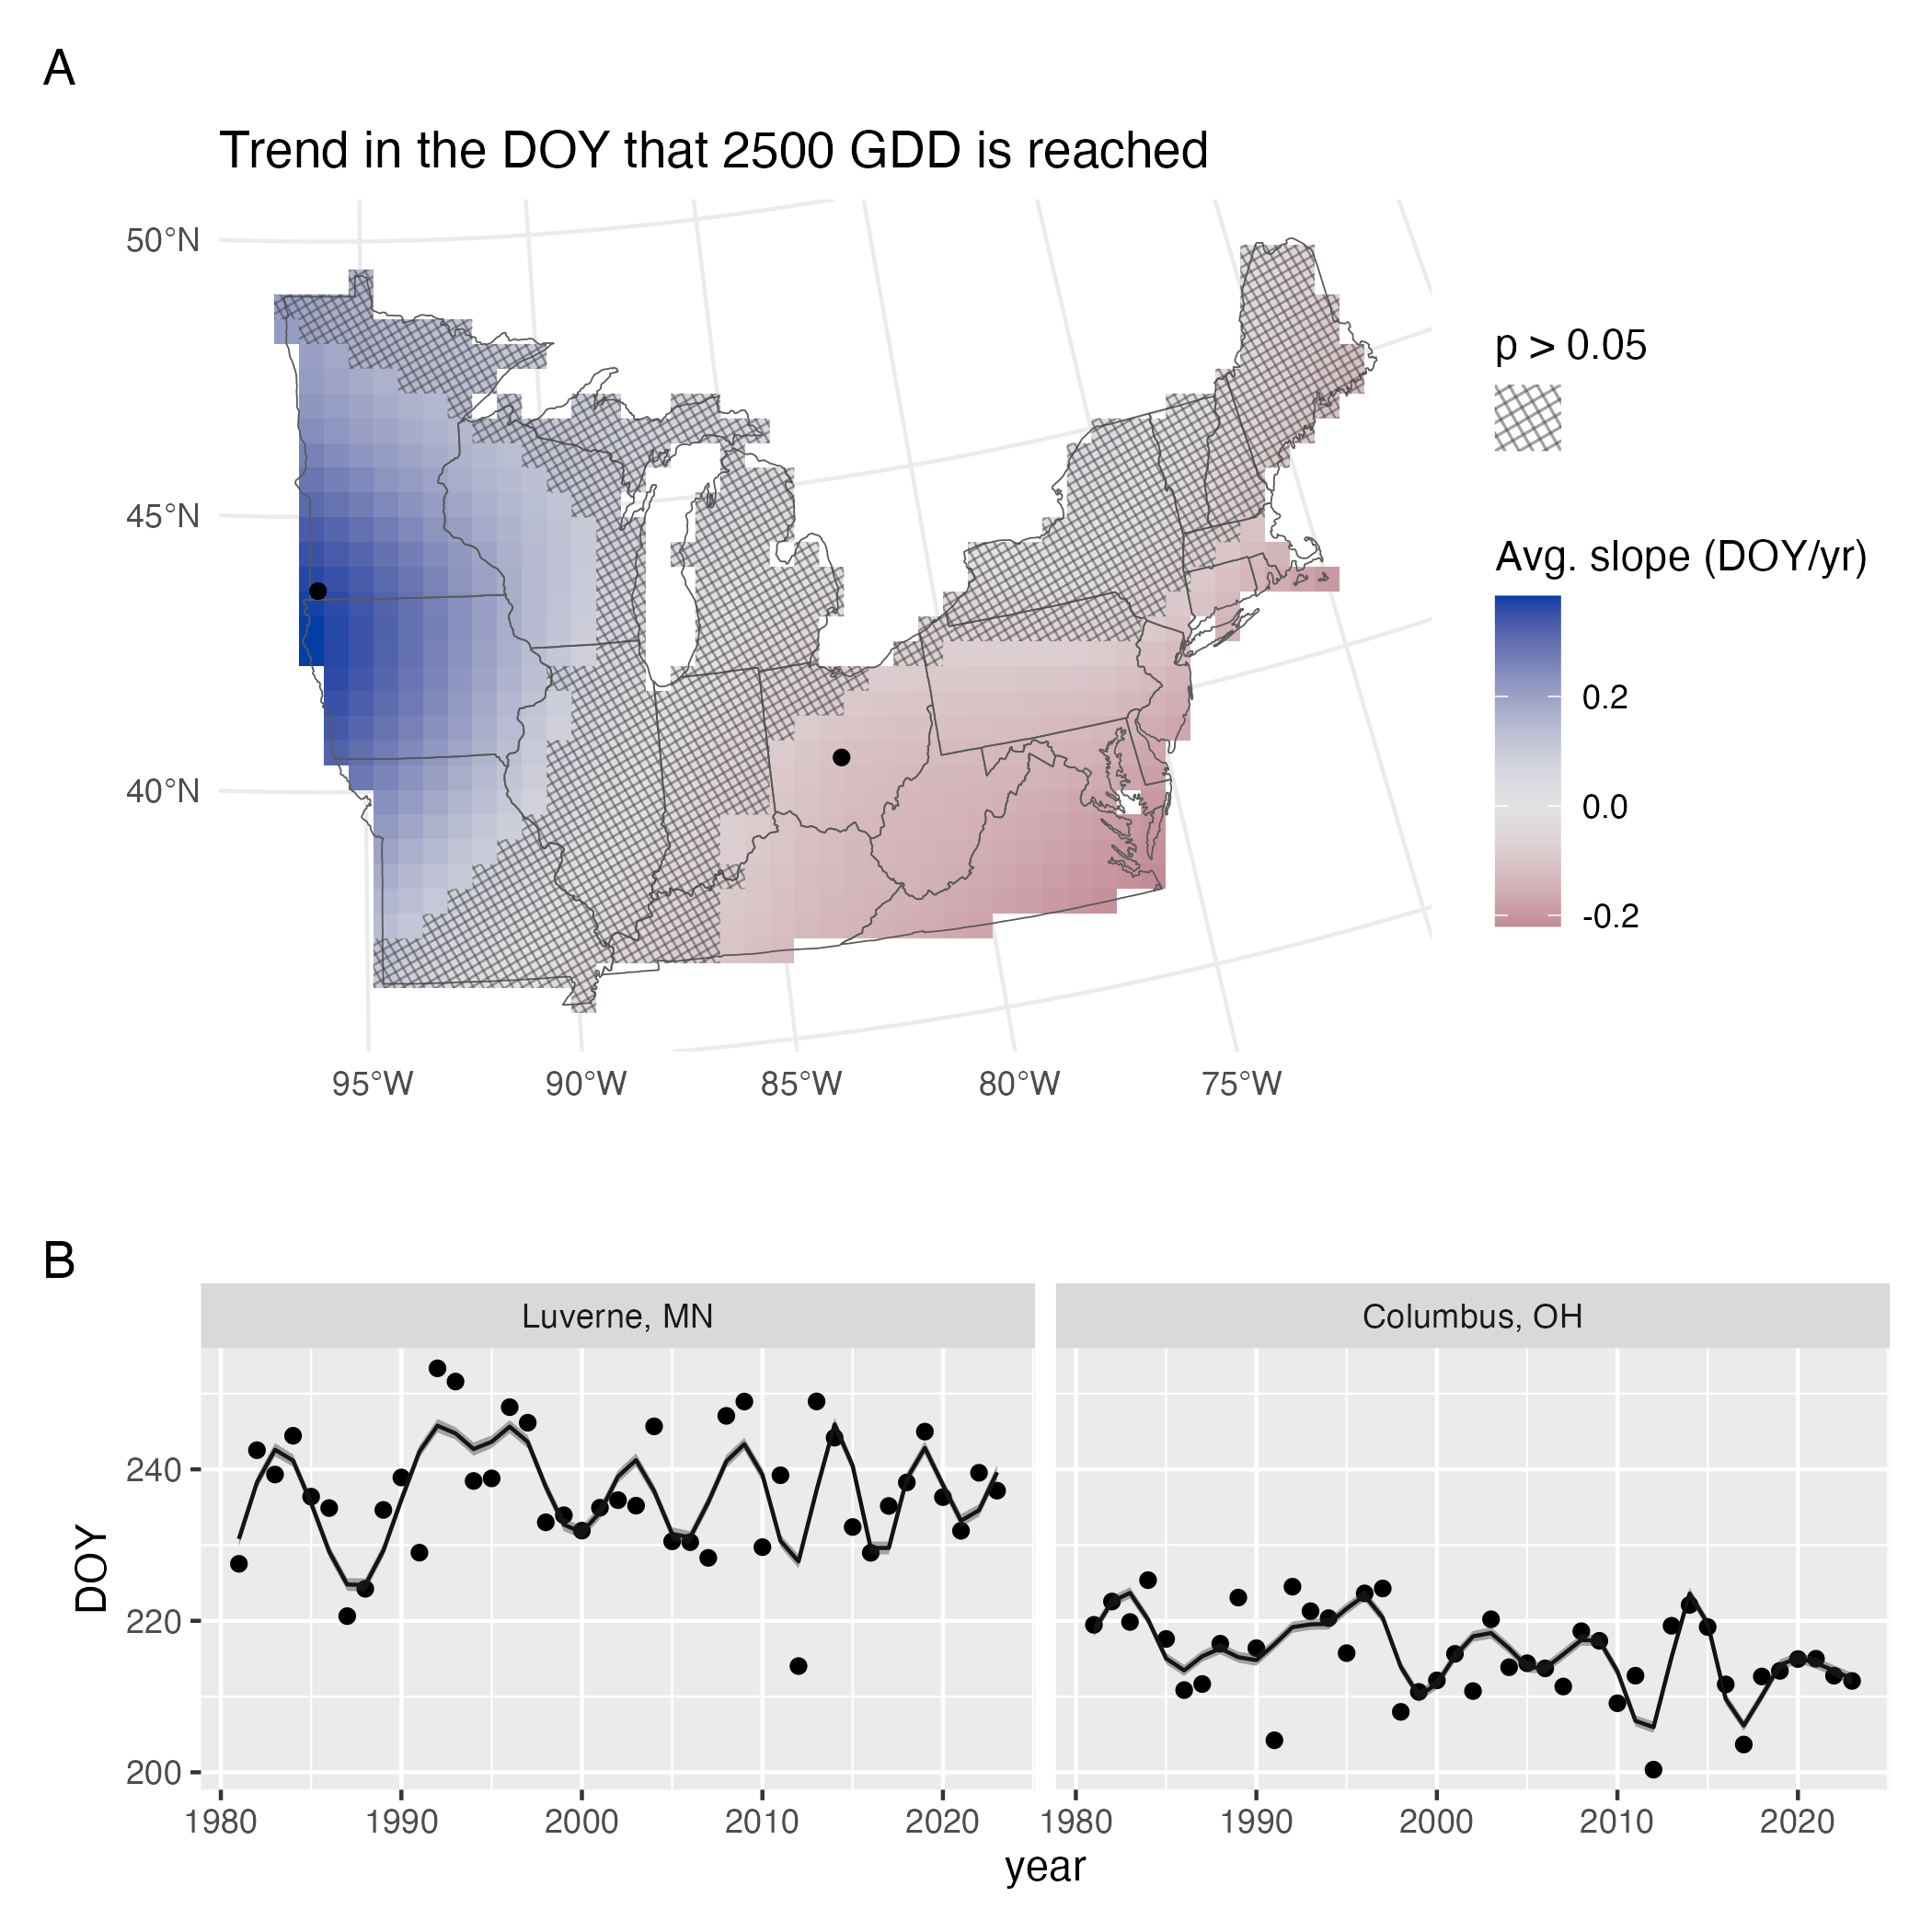 A
Trend in the DOY that 2500 GDD is reached
50°N
45°N
40°N
95°W 90°W 85°W 80°W 75°W
p > 0.05
Avg. slope (DOY/yr)
0.2
0.0
-0.2
B
Luverne, MN Columbus, OH
DOY
240
220
200
1980 1990 2000 2010 2020 1980 1990 2000 2010 2020
year